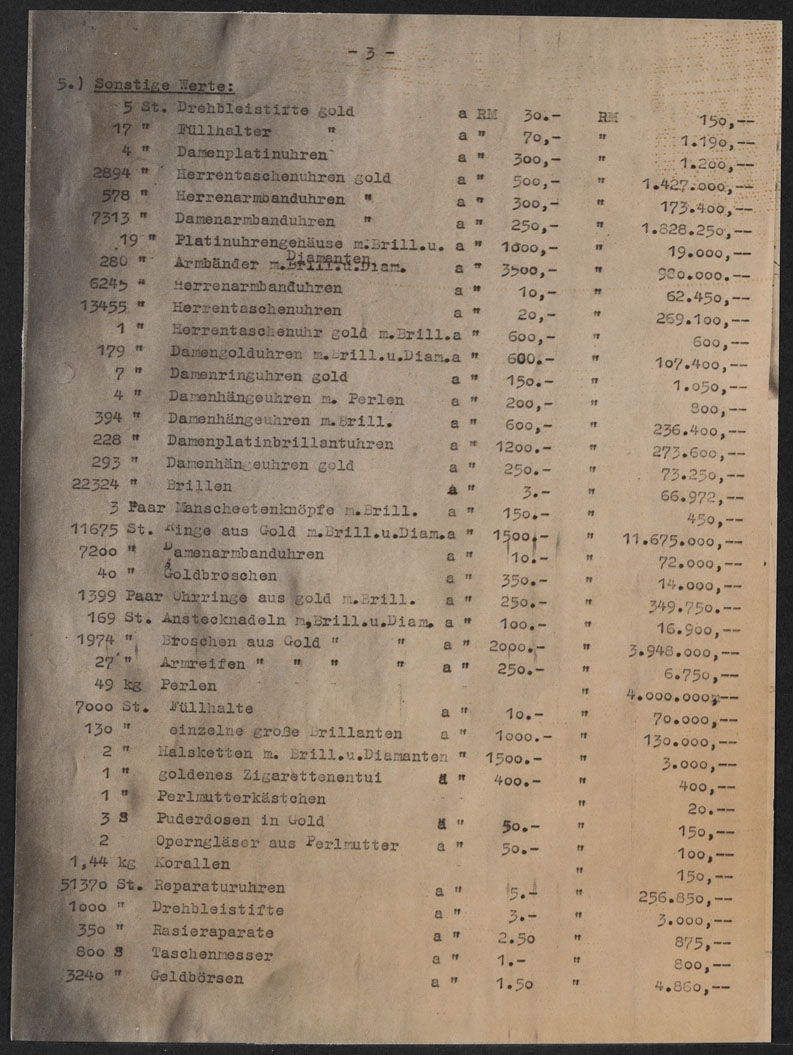 - 3 -
5.) Sonstige Werte:
5 St. Drehbleistifte gold a RM 30.- RM 150,--
17 " Füllhalter " a " 70,- " 1.190,--
4 " Damenplatinuhren a " 300,- " 1.200,--
2894 " Herrentaschenuhren gold a " 500,- " 1.427.000,--
578 " Herrenarmbanduhren " a " 300,- " 173.400,--
7313 " Damenarmbanduhren " a " 250,- " 1.828.250,--
19 " Platinuhrengehäuse m.Brill.u. a " 1000,- " 19.000,--
Diamanten
280 " Armbänder m.Brill.u.Diam. a " 3500,- " 980.000.--
6245 " Herrenarmbanduhren a " 10,- " 62.450,--
13455 " Herrentaschenuhren a " 20,- " 269.100,--
1 " Herrentaschenuhr gold m.Brill.a " 600,- " 600,--
179 " Damengolduhren m.Brill.u.Diam.a " 600.- " 107.400,--
7 " Damenringuhren gold a " 150.- " 1.050,--
4 " Damenhängeuhren m. Perlen a " 200,- " 800,--
394 " Damenhängeuhren m.Brill. a " 600,- " 236.400,--
228 " Damenplatinbrillantuhren a " 1200.- " 273.600,--
293 " Damenhängeuhren gold a " 250.- " 73.250,--
22324 " Brillen a " 3.- " 66.972,--
3 Paar Manscheetenknöpfe m.Brill. a " 150.- " 450,--
11675 St. Ringe aus Gold m.Brill.u.Diam.a " 1500,- " 11.675.000,--
7200 " Damenarmbanduhren a " 10.- " 72.000,--
40 " Goldbroschen a " 350.- " 14.000,--
1399 Paar Ohrringe aus gold m.Brill. a " 250.- " 349.750.--
169 St. Anstecknadeln m,Brill.u.Diam. a " 100.- " 16.900,--
1974 " Broschen aus Gold " " a " 2000.- " 3.948.000,--
27 " Armreifen " " " " a " 250.- " 6.750,--
49 kg Perlen " 4.000.000,--
7000 St. Füllhalte a " 10.- " 70.000,--
130 " einzelne große Brillanten a " 1000.- " 130.000,--
2 " Halsketten m. Brill.u.Diamanten " 1500.- " 3.000,--
1 " goldenes Zigarettenentui a " 400.- " 400,--
1 " Perlmutterkästchen " 20.--
3 S Puderdosen in Gold a " 50.- " 150,--
2 Operngläser aus Perlmutter a " 50.- " 100,--
1,44 kg Korallen " 150,--
51370 St. Reparaturuhren a " 5.- " 256.850,--
1000 " Drehbleistifte a " 3.- " 3.000,--
350 " Rasieraparate a " 2.50 " 875,--
800 S Taschenmesser a " 1.- " 800,--
3240 " Geldbörsen a " 1.50 " 4.860,--